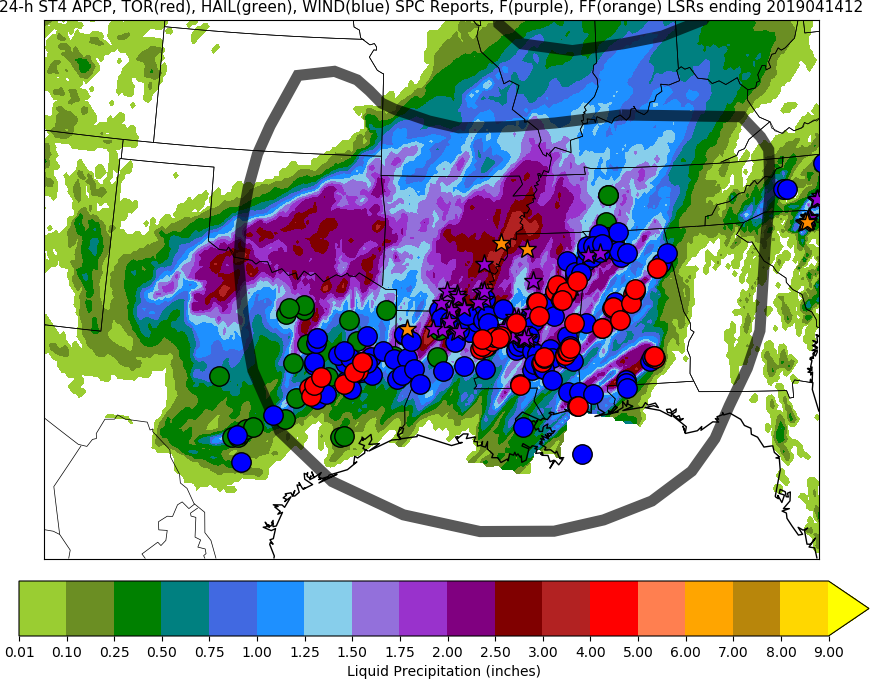 24-h ST4 APCP, TOR(red), HAIL(green), WIND(blue) SPC Reports, F(purple), FF(orange) LSRs ending 2019041412
0.01 0.10 0.25 0.50 0.75 1.00 1.25 1.50 1.75 2.00 2.50 3.00 4.00 5.00 6.00 7.00 8.00 9.00
Liquid Precipitation (inches)